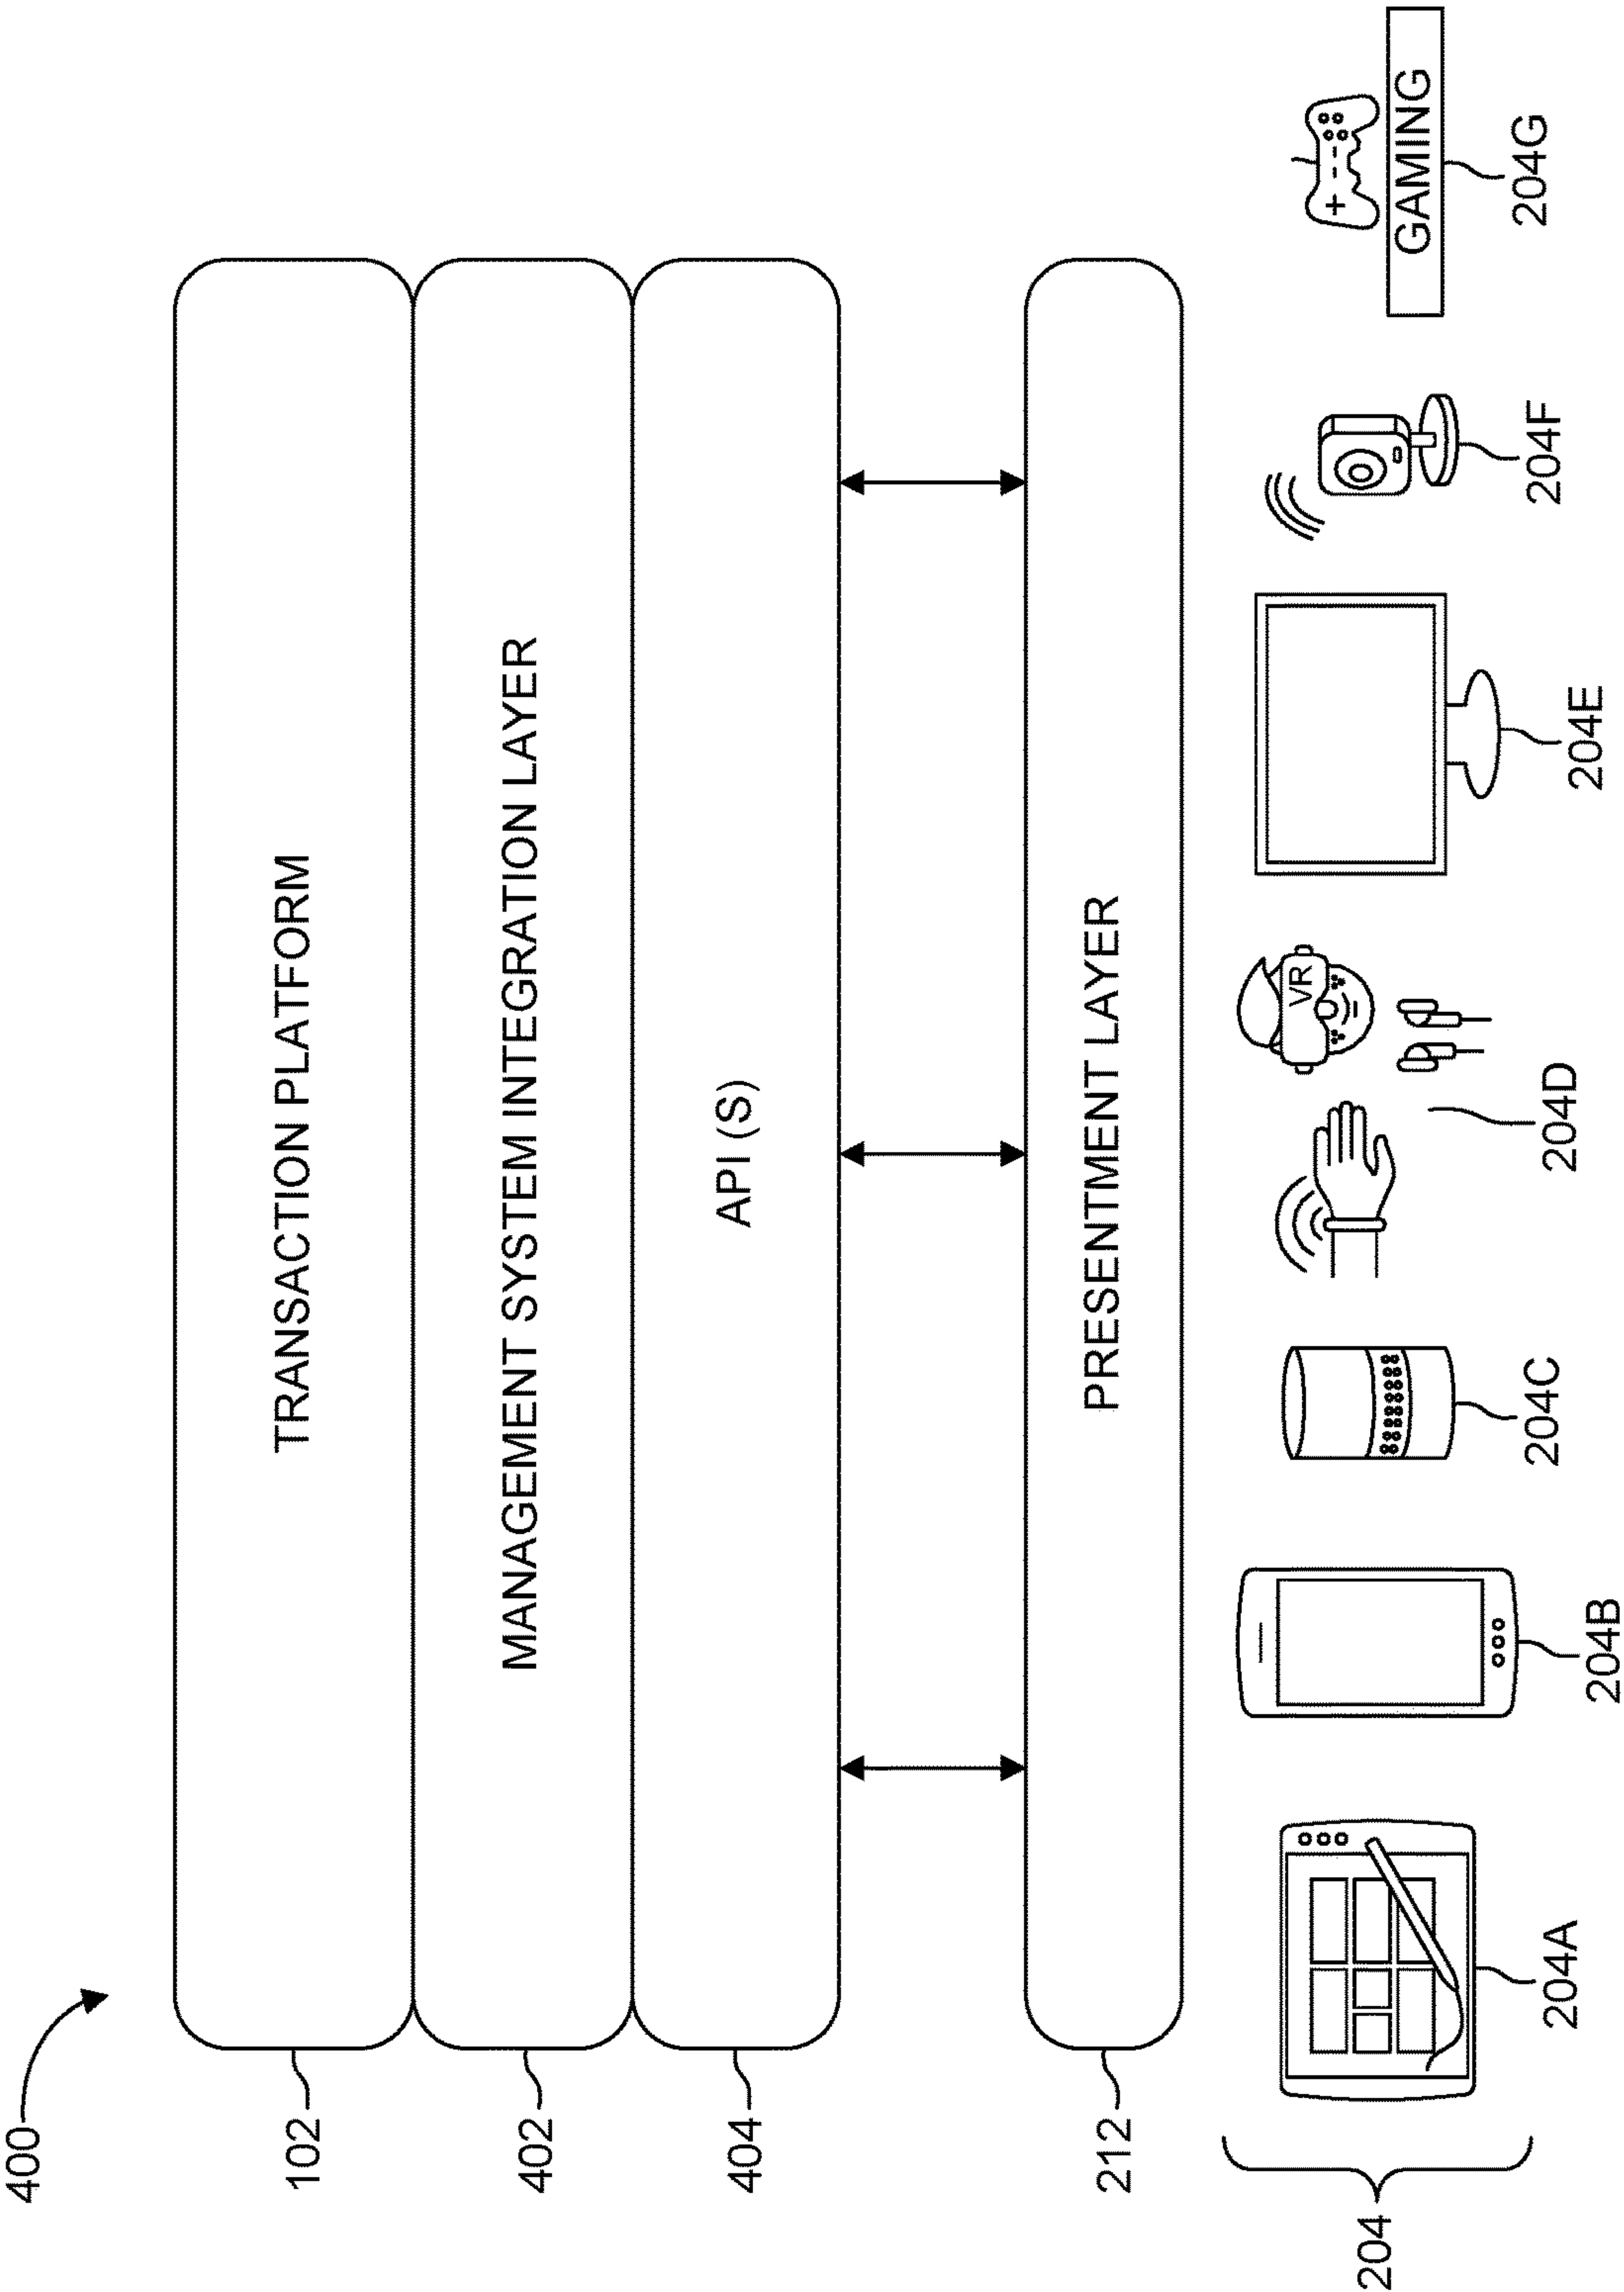 400
102
TRANSACTION PLATFORM
402
MANAGEMENT SYSTEM INTEGRATION LAYER
404
API (S)
212
PRESENTMENT LAYER
204
VR
GAMING
204A
204B
204C
204D
204E
204F
204G